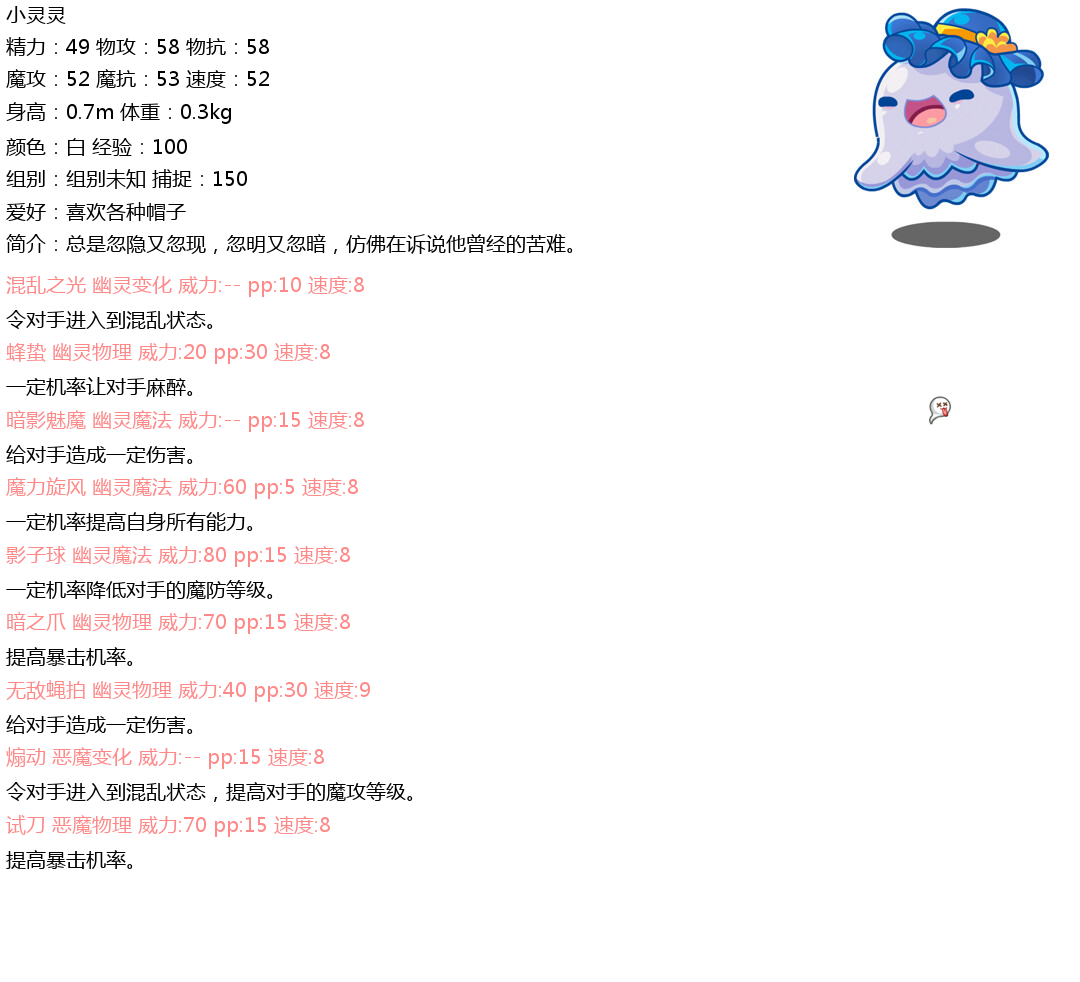 小灵灵
精力：49 物攻：58 物抗：58
魔攻：52 魔抗：53 速度：52
身高：0.7m 体重：0.3kg
颜色：白 经验：100
组别：组别未知 捕捉：150
爱好：喜欢各种帽子
简介：总是忽隐又忽现，忽明又忽暗，仿佛在诉说他曾经的苦难。
混乱之光 幽灵变化 威力:-- pp:10 速度:8
令对手进入到混乱状态。
蜂蛰 幽灵物理 威力:20 pp:30 速度:8
一定机率让对手麻醉。
暗影魅魔 幽灵魔法 威力:-- pp:15 速度:8
给对手造成一定伤害。
魔力旋风 幽灵魔法 威力:60 pp:5 速度:8
一定机率提高自身所有能力。
影子球 幽灵魔法 威力:80 pp:15 速度:8
一定机率降低对手的魔防等级。
暗之爪 幽灵物理 威力:70 pp:15 速度:8
提高暴击机率。
无敌蝇拍 幽灵物理 威力:40 pp:30 速度:9
给对手造成一定伤害。
煽动 恶魔变化 威力:-- pp:15 速度:8
令对手进入到混乱状态，提高对手的魔攻等级。
试刀 恶魔物理 威力:70 pp:15 速度:8
提高暴击机率。